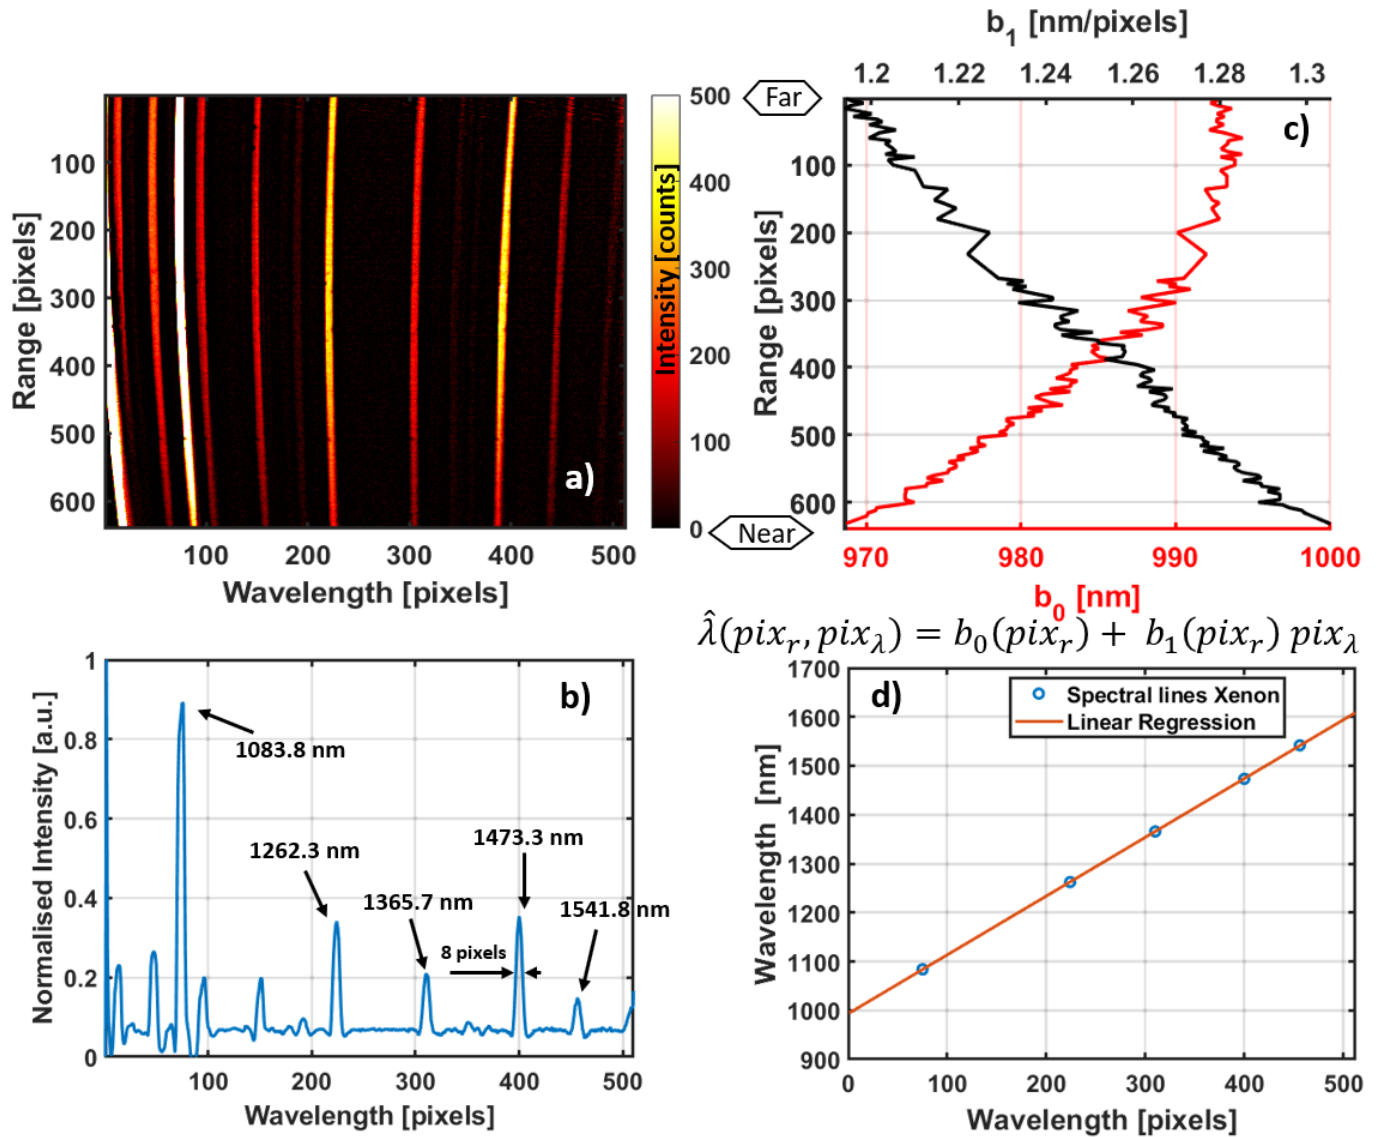 a)
100
200
300
400
500
600
Range [pixels]
100
200
300
400
500
Wavelength [pixels]
500
400
300
200
100
0
Intensity [counts]
Far
Near
b₁ [nm/pixels]
1.2
1.22
1.24
1.26
1.28
1.3
c)
100
200
300
400
500
600
Range [pixels]
970
980
990
1000
b₀ [nm]
λ̂(pix_r, pix_λ) = b₀(pix_r) + b₁(pix_r) pix_λ
b)
1
0.8
0.6
0.4
0.2
0
Normalised Intensity [a.u.]
1083.8 nm
1262.3 nm
1365.7 nm
1473.3 nm
1541.8 nm
8 pixels
100
200
300
400
500
Wavelength [pixels]
d)
Spectral lines Xenon
Linear Regression
1700
1600
1500
1400
1300
1200
1100
1000
900
Wavelength [nm]
0
100
200
300
400
500
Wavelength [pixels]